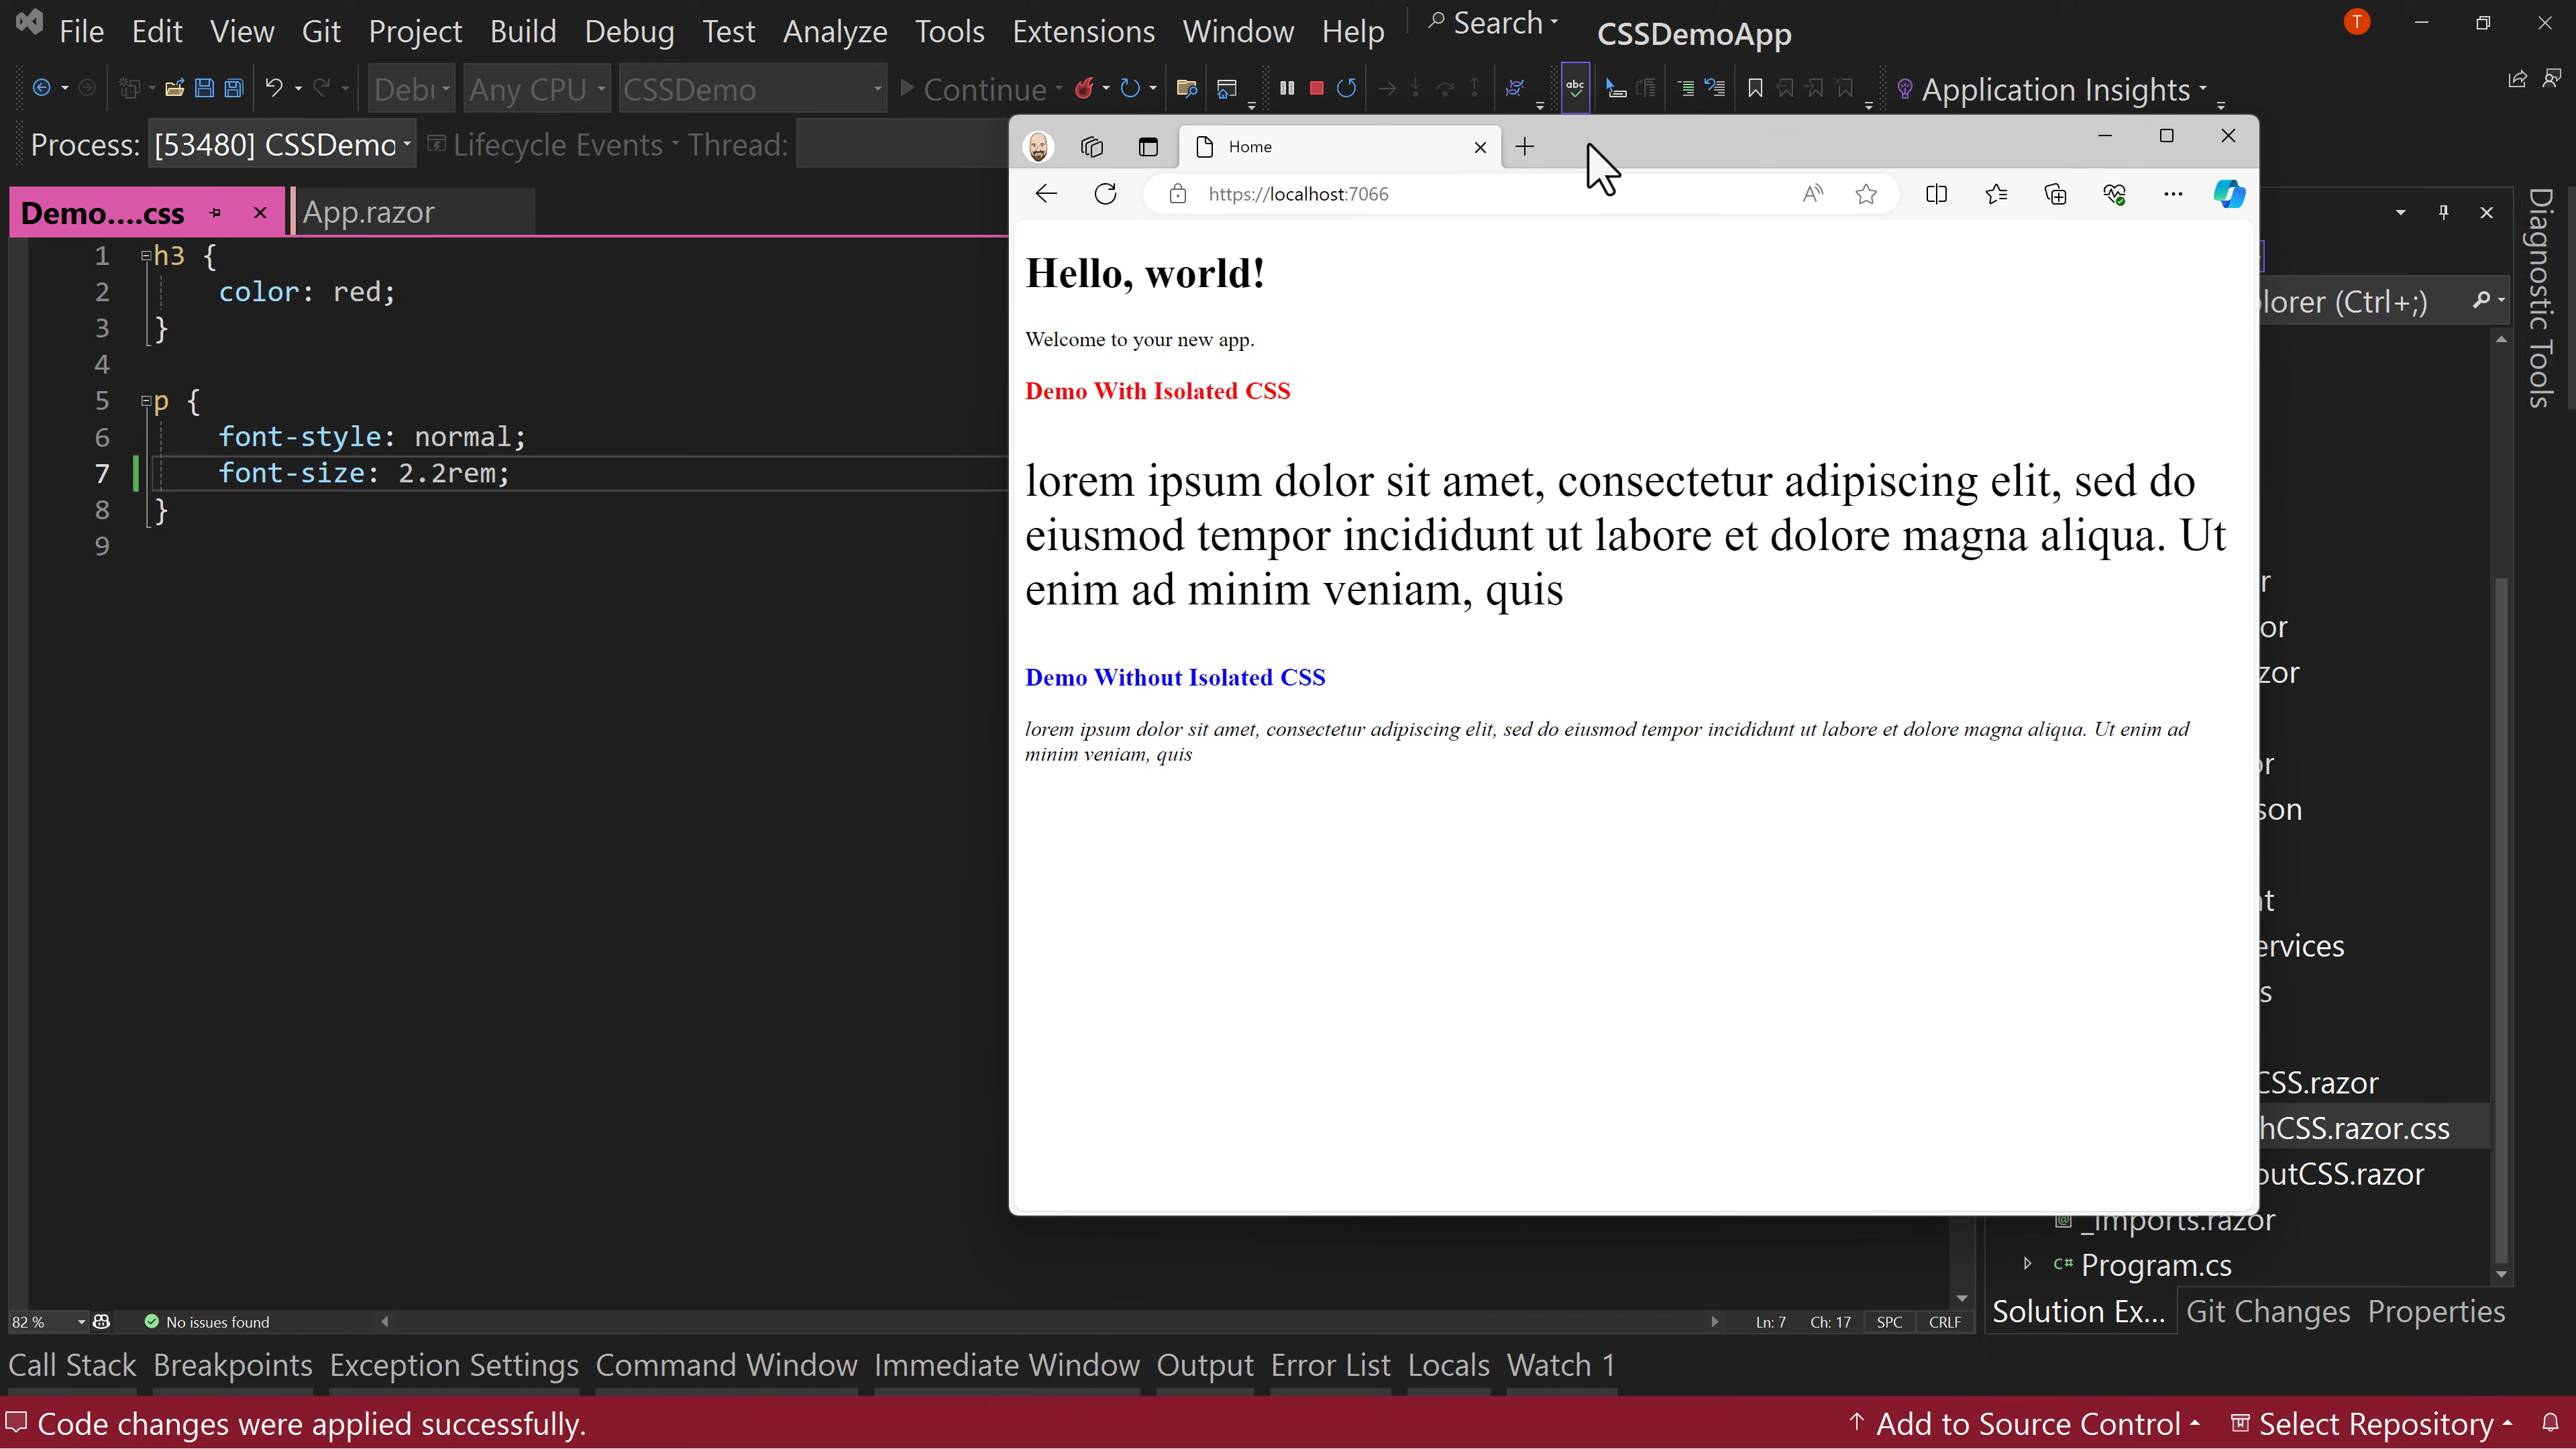 File Edit View Git Project Build Debug Test Analyze Tools Extensions Window Help Search CSSDemoApp T
Any CPU CSSDemo Continue abc Application Insights
Process: [53480] CSSDemo Lifecycle Events Thread:
Home
https://localhost:7066
Demo....css App.razor
1 h3 {
2 color: red;
3 }
4
5 p {
6 font-style: normal;
7 font-size: 2.2rem;
8 }
9
Hello, world!
Welcome to your new app.
Demo With Isolated CSS
lorem ipsum dolor sit amet, consectetur adipiscing elit, sed do
eiusmod tempor incididunt ut labore et dolore magna aliqua. Ut
enim ad minim veniam, quis
Demo Without Isolated CSS
lorem ipsum dolor sit amet, consectetur adipiscing elit, sed do eiusmod tempor incididunt ut labore et dolore magna aliqua. Ut enim ad
minim veniam, quis
Diagnostic Tools
lorer (Ctrl+;)
r
or
zor
or
son
nt
ervices
s
CSS.razor
hCSS.razor.css
outCSS.razor
_Imports.razor
C# Program.cs
82 % No issues found Ln: 7 Ch: 17 SPC CRLF
Solution Ex... Git Changes Properties
Call Stack Breakpoints Exception Settings Command Window Immediate Window Output Error List Locals Watch 1
Code changes were applied successfully. Add to Source Control Select Repository